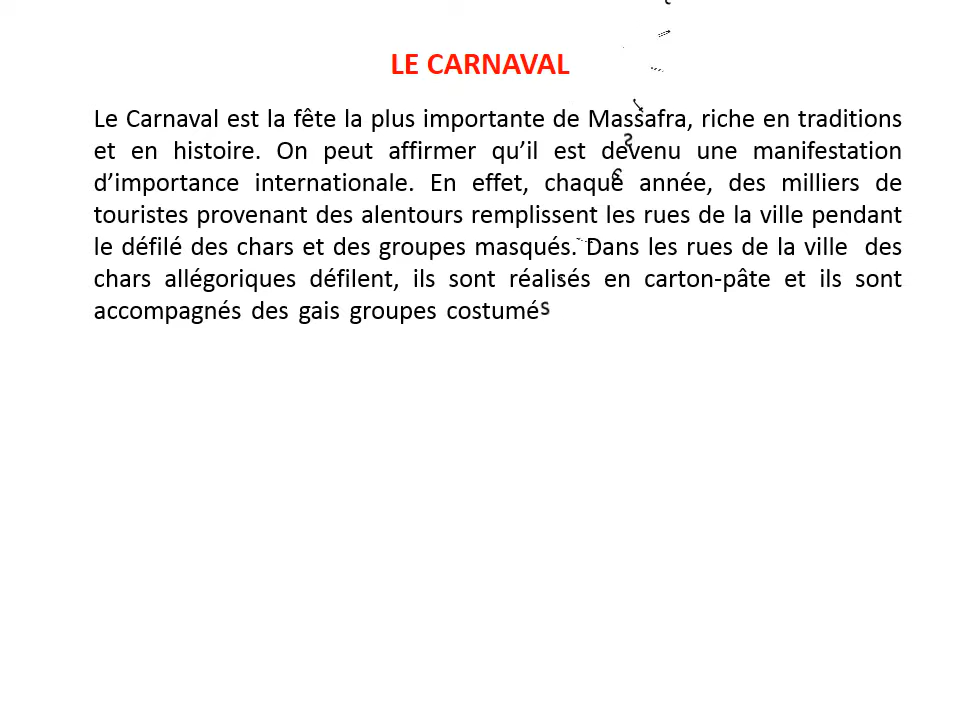 LE CARNAVAL
Le Carnaval est la fête la plus importante de Massafra, riche en traditions
et en histoire. On peut affirmer qu’il est devenu une manifestation
d’importance internationale. En effet, chaque année, des milliers de
touristes provenant des alentours remplissent les rues de la ville pendant
le défilé des chars et des groupes masqués. Dans les rues de la ville des
chars allégoriques défilent, ils sont réalisés en carton-pâte et ils sont
accompagnés des gais groupes costumés